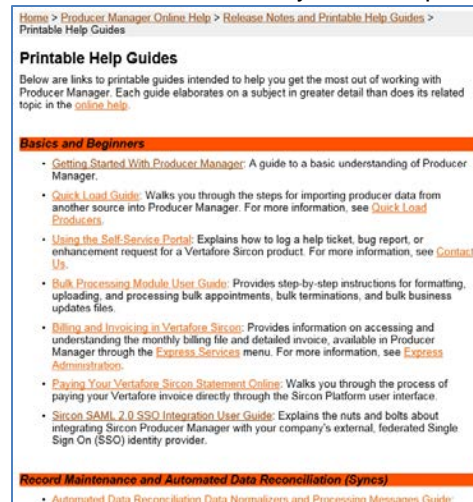 Home > Producer Manager Online Help > Release Notes and Printable Help Guides >
Printable Help Guides
Printable Help Guides
Below are links to printable guides intended to help you get the most out of working with
Producer Manager. Each guide elaborates on a subject in greater detail than does its related
topic in the online help.
Basics and Beginners
• Getting Started With Producer Manager: A guide to a basic understanding of Producer
Manager.
• Quick Load Guide: Walks you through the steps for importing producer data from
another source into Producer Manager. For more information, see Quick Load
Producers.
• Using the Self-Service Portal: Explains how to log a help ticket, bug report, or
enhancement request for a Vertafore Sircon product. For more information, see Contact
Us.
• Bulk Processing Module User Guide: Provides step-by-step instructions for formatting,
uploading, and processing bulk appointments, bulk terminations, and bulk business
updates files.
• Billing and Invoicing in Vertafore Sircon: Provides information on accessing and
understanding the monthly billing file and detailed invoice, available in Producer
Manager through the Express Services menu. For more information, see Express
Administration.
• Paying Your Vertafore Sircon Statement Online: Walks you through the process of
paying your Vertafore invoice directly through the Sircon Platform user interface.
• Sircon SAML 2.0 SSO Integration User Guide: Explains the nuts and bolts about
integrating Sircon Producer Manager with your company's external, federated Single
Sign On (SSO) identity provider.
Record Maintenance and Automated Data Reconciliation (Syncs)
• Automated Data Reconciliation Data Normalizers and Processing Messages Guide: